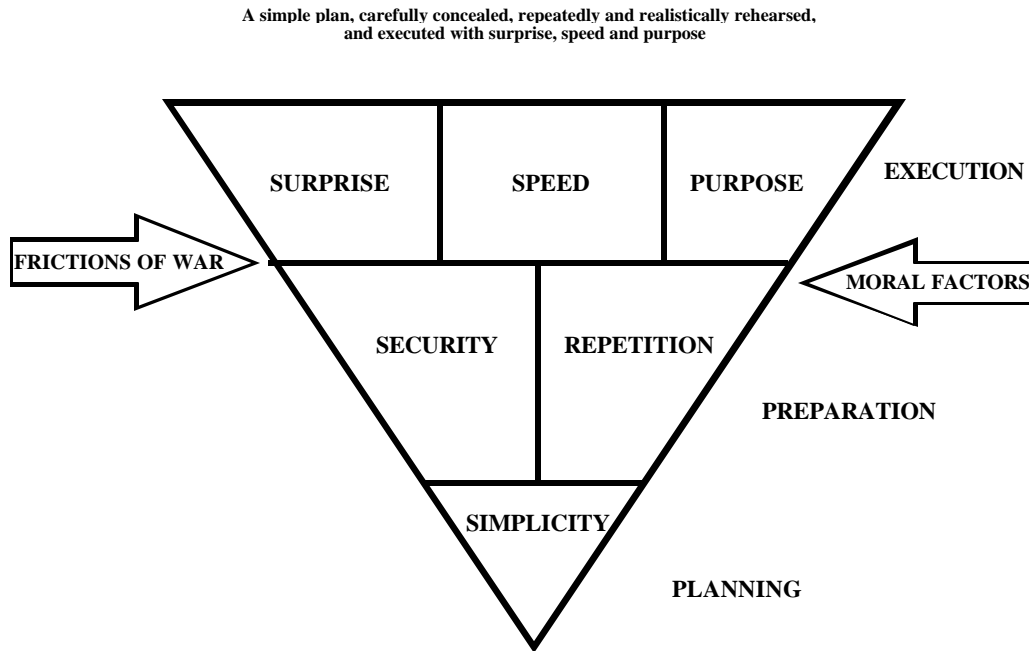 A simple plan, carefully concealed, repeatedly and realistically rehearsed,
and executed with surprise, speed and purpose
SURPRISE
SPEED
PURPOSE
EXECUTION
FRICTIONS OF WAR
MORAL FACTORS
SECURITY
REPETITION
PREPARATION
SIMPLICITY
PLANNING